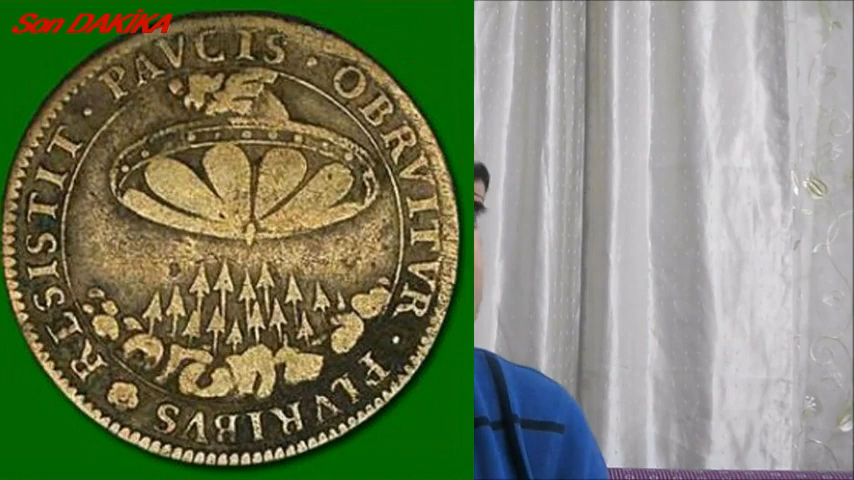 Son DAKİKA
RESISTIT · PAVCIS · OBRVITVR · PLVRIBVS